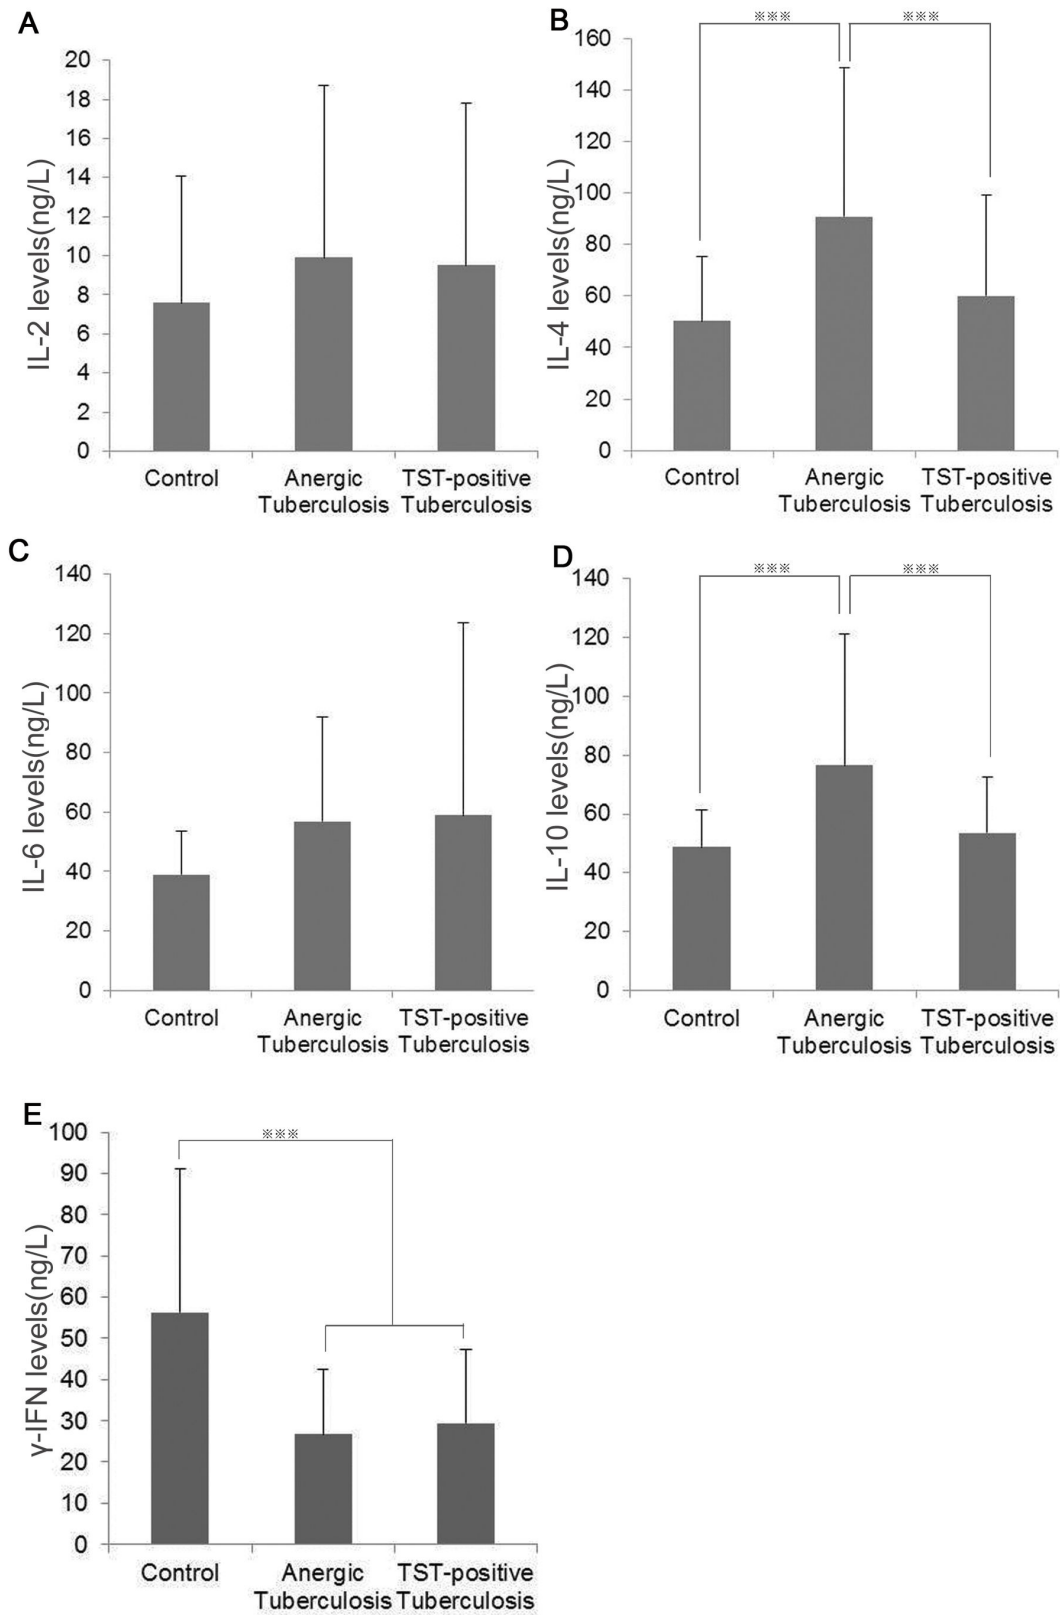 A
IL-2 levels(ng/L)
20
18
16
14
12
10
8
6
4
2
0
Control
Anergic
Tuberculosis
TST-positive
Tuberculosis
B
※※※
※※※
IL-4 levels(ng/L)
160
140
120
100
80
60
40
20
0
Control
Anergic
Tuberculosis
TST-positive
Tuberculosis
C
IL-6 levels(ng/L)
140
120
100
80
60
40
20
0
Control
Anergic
Tuberculosis
TST-positive
Tuberculosis
D
※※※
※※※
IL-10 levels(ng/L)
140
120
100
80
60
40
20
0
Control
Anergic
Tuberculosis
TST-positive
Tuberculosis
E
※※※
γ-IFN levels(ng/L)
100
90
80
70
60
50
40
30
20
10
0
Control
Anergic
Tuberculosis
TST-positive
Tuberculosis